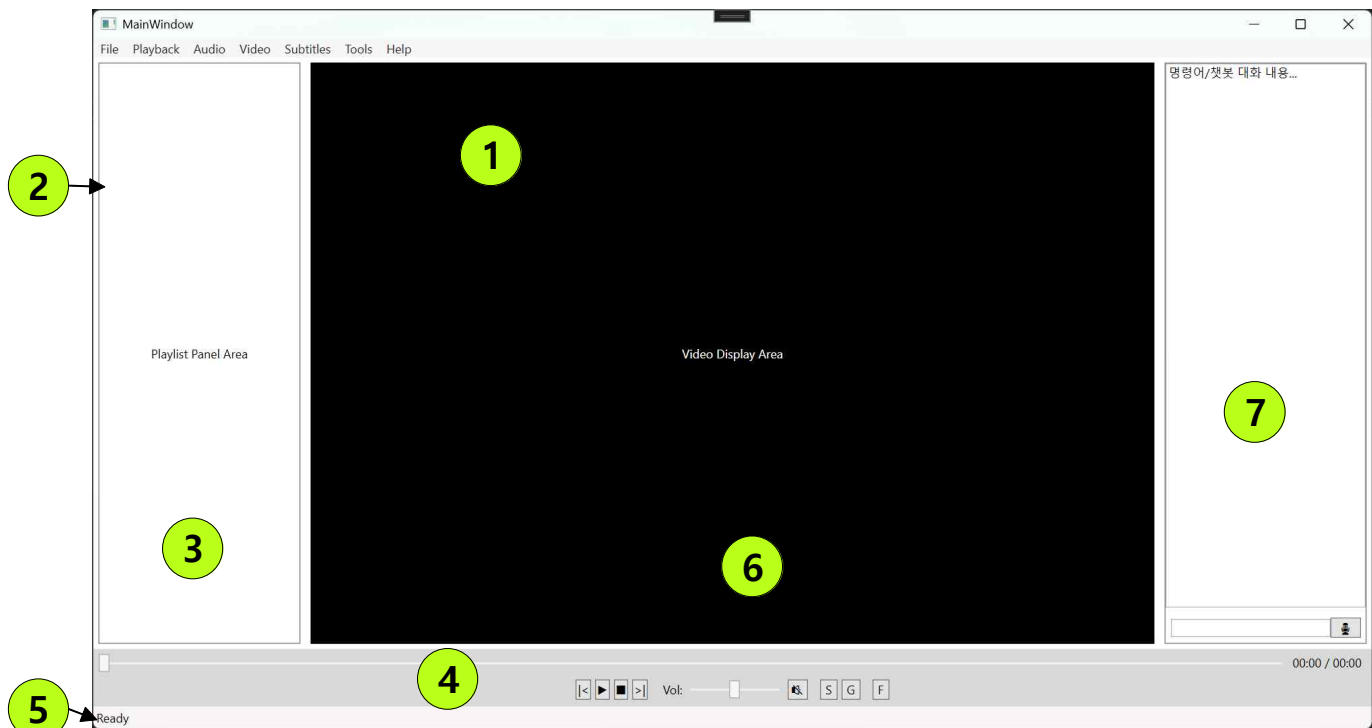 MainWindow
File Playback Audio Video Subtitles Tools Help
명령어/챗봇 대화 내용...
1
2
Playlist Panel Area
Video Display Area
7
3
6
00:00 / 00:00
4
|< ▶ ■ >| Vol: S G F
5
Ready